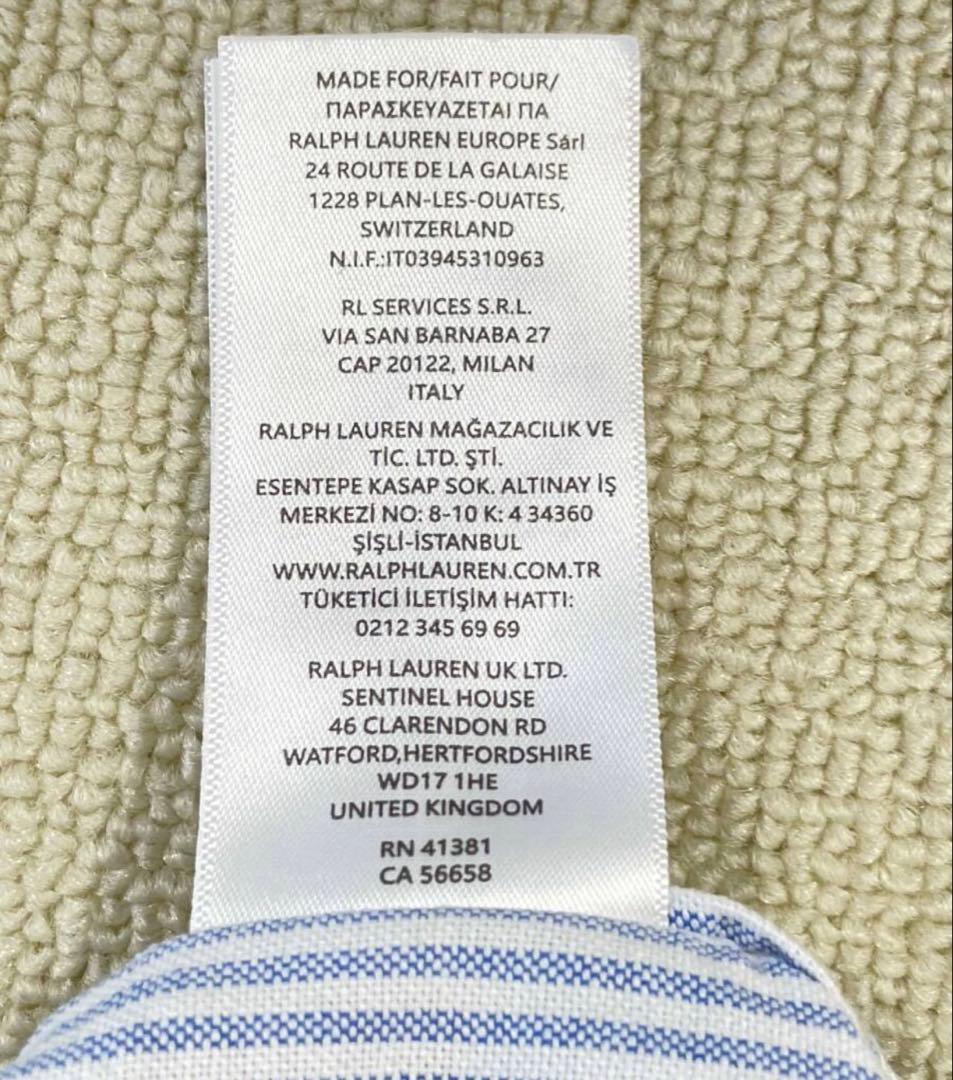 MADE FOR/FAIT POUR/
ΠΑΡΑΣΚΕΥΑΖΕΤΑΙ ΠΑ
RALPH LAUREN EUROPE Sárl
24 ROUTE DE LA GALAISE
1228 PLAN-LES-OUATES,
SWITZERLAND
N.I.F.:IT03945310963
RL SERVICES S.R.L.
VIA SAN BARNABA 27
CAP 20122, MILAN
ITALY
RALPH LAUREN MAĞAZACILIK VE
TİC. LTD. ŞTİ.
ESENTEPE KASAP SOK. ALTINAY İŞ
MERKEZİ NO: 8-10 K: 4 34360
ŞİŞLİ-İSTANBUL
WWW.RALPHLAUREN.COM.TR
TÜKETİCİ İLETİŞİM HATTI:
0212 345 69 69
RALPH LAUREN UK LTD.
SENTINEL HOUSE
46 CLARENDON RD
WATFORD,HERTFORDSHIRE
WD17 1HE
UNITED KINGDOM
RN 41381
CA 56658